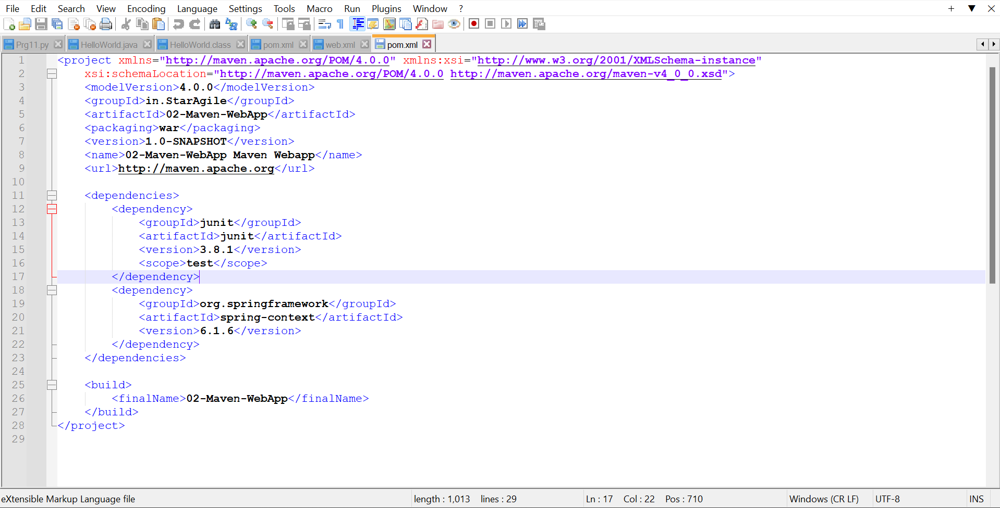 File Edit Search View Encoding Language Settings Tools Macro Run Plugins Window ? + ▼ X
Prg11.py HelloWorld.java HelloWorld.class pom.xml web.xml pom.xml
1 <project xmlns="http://maven.apache.org/POM/4.0.0" xmlns:xsi="http://www.w3.org/2001/XMLSchema-instance"
2 xsi:schemaLocation="http://maven.apache.org/POM/4.0.0 http://maven.apache.org/maven-v4_0_0.xsd">
3 <modelVersion>4.0.0</modelVersion>
4 <groupId>in.StarAgile</groupId>
5 <artifactId>02-Maven-WebApp</artifactId>
6 <packaging>war</packaging>
7 <version>1.0-SNAPSHOT</version>
8 <name>02-Maven-WebApp Maven Webapp</name>
9 <url>http://maven.apache.org</url>
10
11 <dependencies>
12 <dependency>
13 <groupId>junit</groupId>
14 <artifactId>junit</artifactId>
15 <version>3.8.1</version>
16 <scope>test</scope>
17 </dependency>
18 <dependency>
19 <groupId>org.springframework</groupId>
20 <artifactId>spring-context</artifactId>
21 <version>6.1.6</version>
22 </dependency>
23 </dependencies>
24
25 <build>
26 <finalName>02-Maven-WebApp</finalName>
27 </build>
28 </project>
29
eXtensible Markup Language file length : 1,013 lines : 29 Ln : 17 Col : 22 Pos : 710 Windows (CR LF) UTF-8 INS